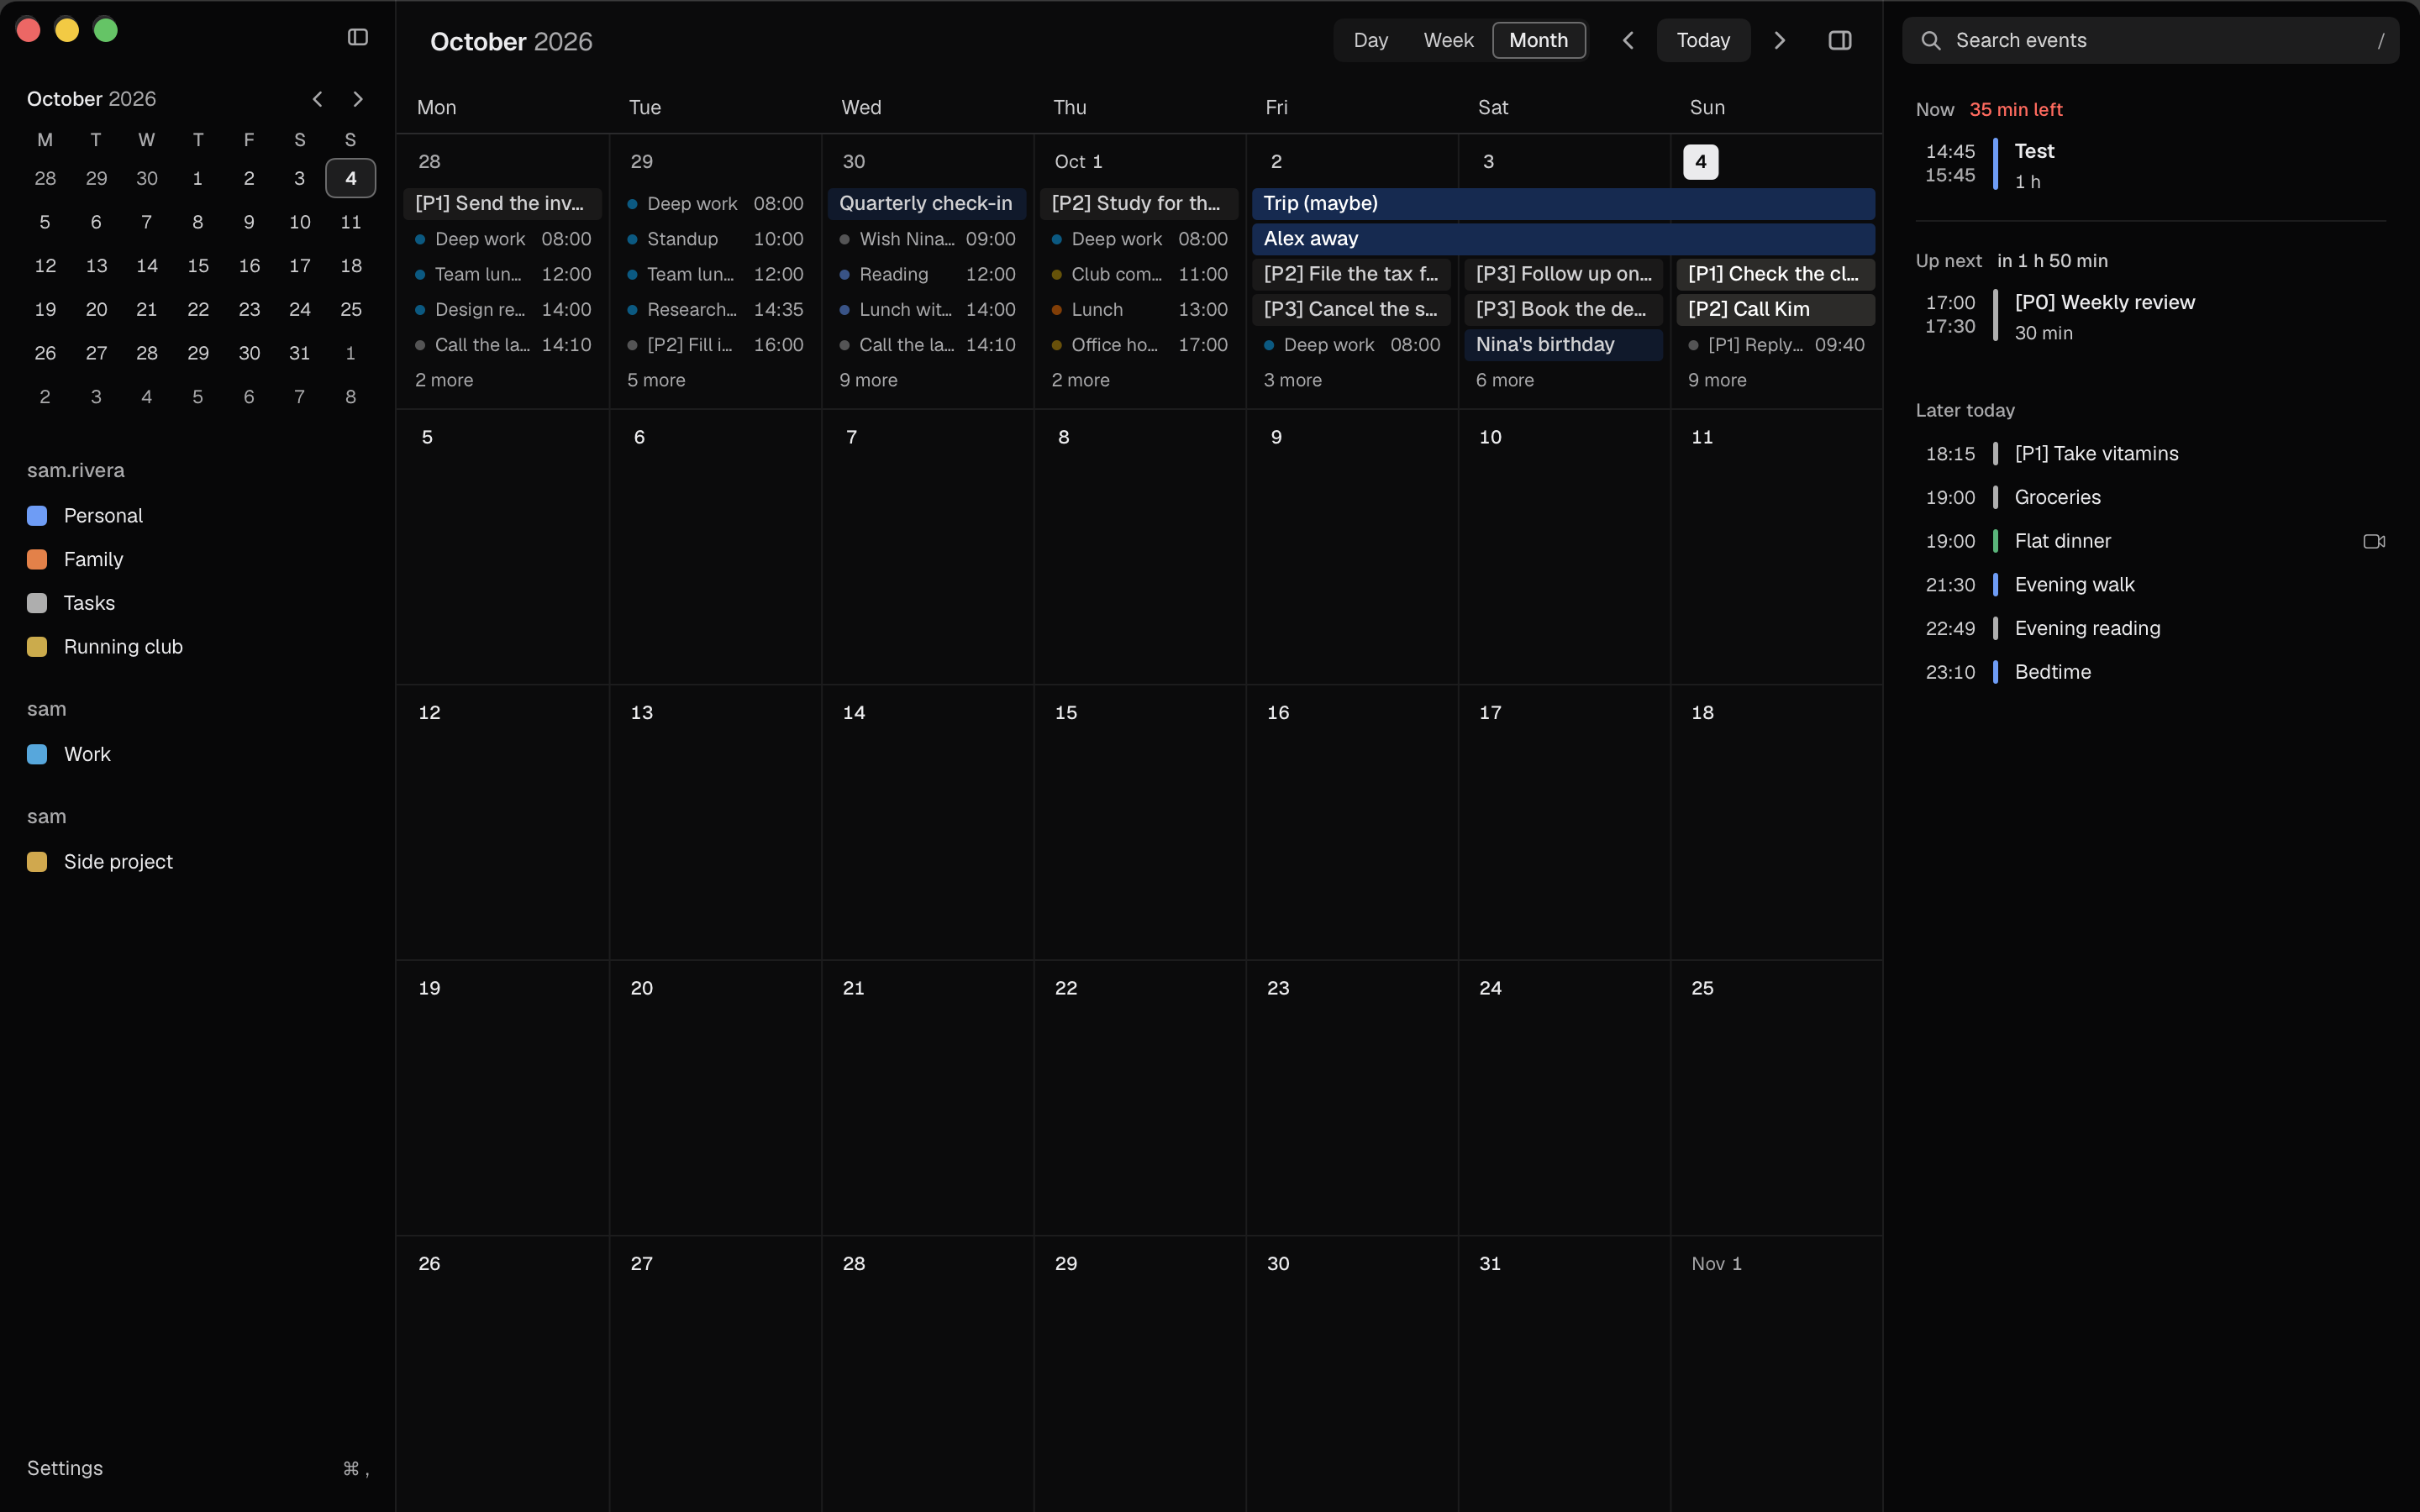 October 2026
M T W T F S S
28 29 30 1 2 3 4
5 6 7 8 9 10 11
12 13 14 15 16 17 18
19 20 21 22 23 24 25
26 27 28 29 30 31 1
2 3 4 5 6 7 8
sam.rivera
Personal
Family
Tasks
Running club
sam
Work
sam
Side project
Settings ⌘ ,
October 2026
Day Week Month Today
Mon Tue Wed Thu Fri Sat Sun
28
[P1] Send the inv...
Deep work 08:00
Team lun... 12:00
Design re... 14:00
Call the la... 14:10
2 more
29
Deep work 08:00
Standup 10:00
Team lun... 12:00
Research... 14:35
[P2] Fill i... 16:00
5 more
30
Quarterly check-in
Wish Nina... 09:00
Reading 12:00
Lunch wit... 14:00
Call the la... 14:10
9 more
Oct 1
[P2] Study for th...
Deep work 08:00
Club com... 11:00
Lunch 13:00
Office ho... 17:00
2 more
2
Trip (maybe)
Alex away
[P2] File the tax f...
[P3] Cancel the s...
Deep work 08:00
3 more
3
[P3] Follow up on...
[P3] Book the de...
Nina's birthday
6 more
4
[P1] Check the cl...
[P2] Call Kim
[P1] Reply... 09:40
9 more
5 6 7 8 9 10 11
12 13 14 15 16 17 18
19 20 21 22 23 24 25
26 27 28 29 30 31 Nov 1
Search events /
Now 35 min left
14:45 Test
15:45 1 h
Up next in 1 h 50 min
17:00 [P0] Weekly review
17:30 30 min
Later today
18:15 [P1] Take vitamins
19:00 Groceries
19:00 Flat dinner
21:30 Evening walk
22:49 Evening reading
23:10 Bedtime